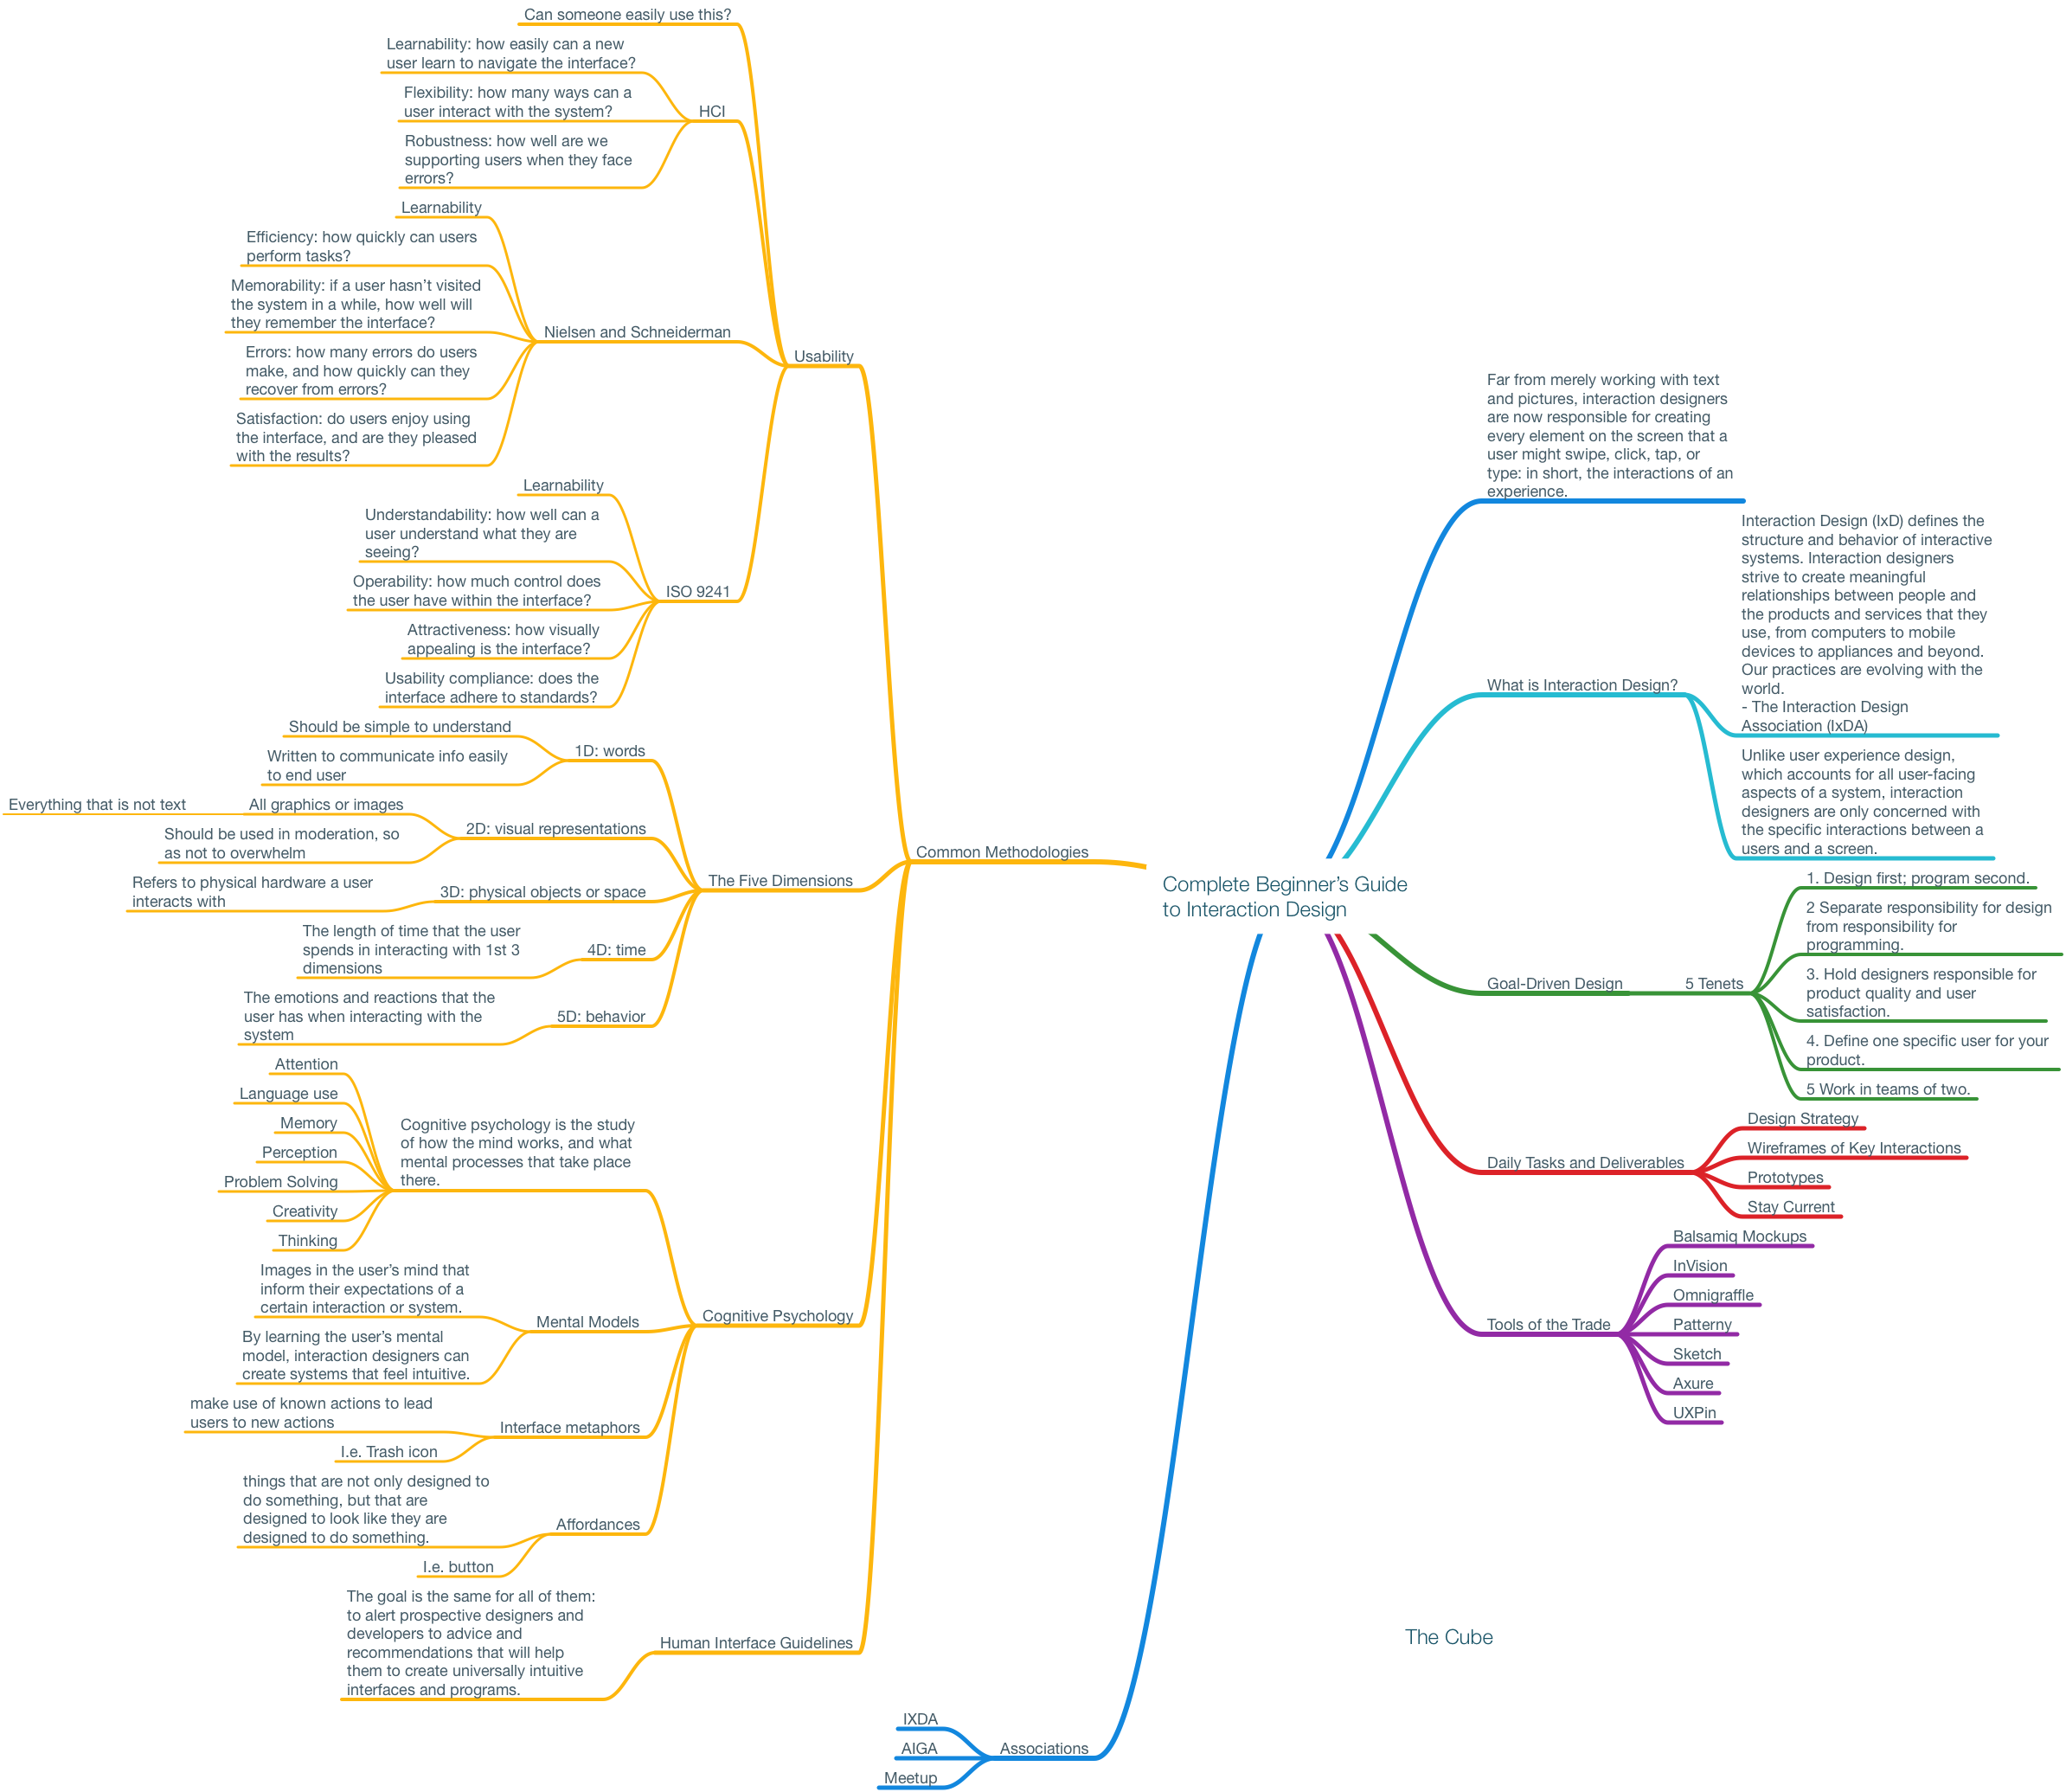 Can someone easily use this?
Learnability: how easily can a new
user learn to navigate the interface?
Flexibility: how many ways can a
user interact with the system?
HCI
Robustness: how well are we
supporting users when they face
errors?
Learnability
Efficiency: how quickly can users
perform tasks?
Memorability: if a user hasn’t visited
the system in a while, how well will
they remember the interface?
Nielsen and Schneiderman
Errors: how many errors do users
make, and how quickly can they
recover from errors?
Satisfaction: do users enjoy using
the interface, and are they pleased
with the results?
Usability
Learnability
Understandability: how well can a
user understand what they are
seeing?
Operability: how much control does
the user have within the interface?
ISO 9241
Attractiveness: how visually
appealing is the interface?
Usability compliance: does the
interface adhere to standards?
Should be simple to understand
1D: words
Written to communicate info easily
to end user
Everything that is not text
All graphics or images
2D: visual representations
Should be used in moderation, so
as not to overwhelm
Refers to physical hardware a user
interacts with
3D: physical objects or space
The Five Dimensions
Common Methodologies
The length of time that the user
spends in interacting with 1st 3
dimensions
4D: time
The emotions and reactions that the
user has when interacting with the
system
5D: behavior
Attention
Language use
Memory
Perception
Problem Solving
Creativity
Thinking
Cognitive psychology is the study
of how the mind works, and what
mental processes that take place
there.
Images in the user’s mind that
inform their expectations of a
certain interaction or system.
Mental Models
Cognitive Psychology
By learning the user’s mental
model, interaction designers can
create systems that feel intuitive.
make use of known actions to lead
users to new actions
Interface metaphors
I.e. Trash icon
things that are not only designed to
do something, but that are
designed to look like they are
designed to do something.
Affordances
I.e. button
The goal is the same for all of them:
to alert prospective designers and
developers to advice and
recommendations that will help
them to create universally intuitive
interfaces and programs.
Human Interface Guidelines
IXDA
AIGA
Associations
Meetup
Complete Beginner’s Guide
to Interaction Design
Far from merely working with text
and pictures, interaction designers
are now responsible for creating
every element on the screen that a
user might swipe, click, tap, or
type: in short, the interactions of an
experience.
What is Interaction Design?
Interaction Design (IxD) defines the
structure and behavior of interactive
systems. Interaction designers
strive to create meaningful
relationships between people and
the products and services that they
use, from computers to mobile
devices to appliances and beyond.
Our practices are evolving with the
world.
- The Interaction Design
Association (IxDA)
Unlike user experience design,
which accounts for all user-facing
aspects of a system, interaction
designers are only concerned with
the specific interactions between a
users and a screen.
Goal-Driven Design
5 Tenets
1. Design first; program second.
2 Separate responsibility for design
from responsibility for
programming.
3. Hold designers responsible for
product quality and user
satisfaction.
4. Define one specific user for your
product.
5 Work in teams of two.
Daily Tasks and Deliverables
Design Strategy
Wireframes of Key Interactions
Prototypes
Stay Current
Tools of the Trade
Balsamiq Mockups
InVision
Omnigraffle
Patterny
Sketch
Axure
UXPin
The Cube